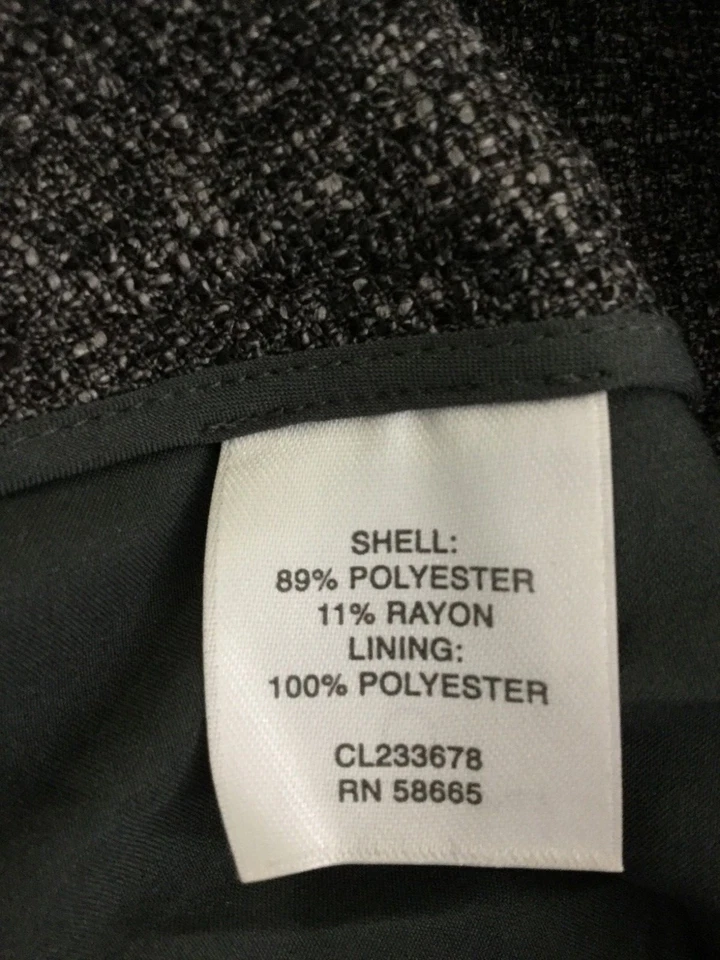 SHELL:
89% POLYESTER
11% RAYON
LINING:
100% POLYESTER
CL233678
RN 58665